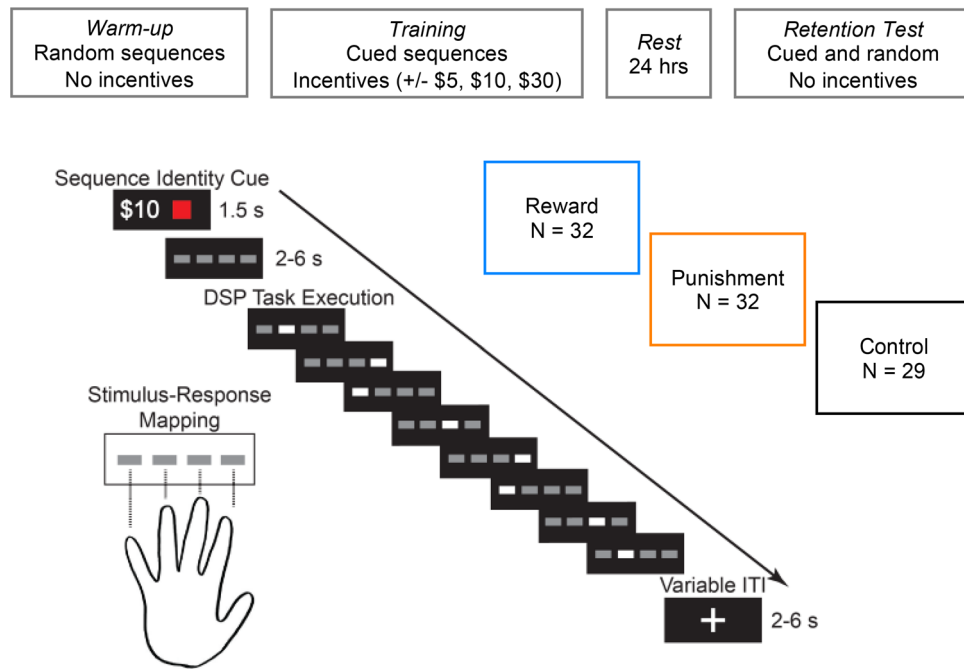 Warm-up
Random sequences
No incentives
Training
Cued sequences
Incentives (+/- $5, $10, $30)
Rest
24 hrs
Retention Test
Cued and random
No incentives
Sequence Identity Cue
$10
1.5 s
2-6 s
DSP Task Execution
Stimulus-Response
Mapping
Reward
N = 32
Punishment
N = 32
Control
N = 29
Variable ITI
2-6 s